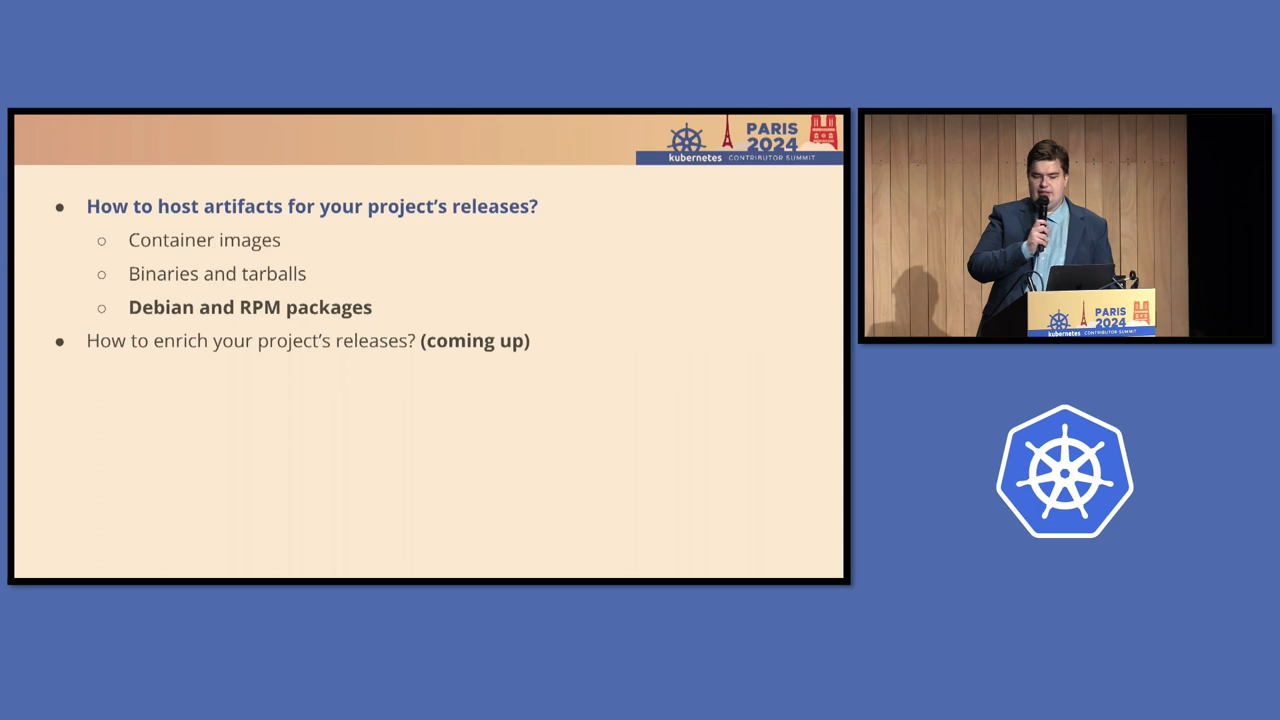 PARIS
2024
kubernetes CONTRIBUTOR SUMMIT
● How to host artifacts for your project’s releases?
○ Container images
○ Binaries and tarballs
○ Debian and RPM packages
● How to enrich your project’s releases? (coming up)
PARIS
2024
kubernetes CONTRIBUTOR SUMMIT